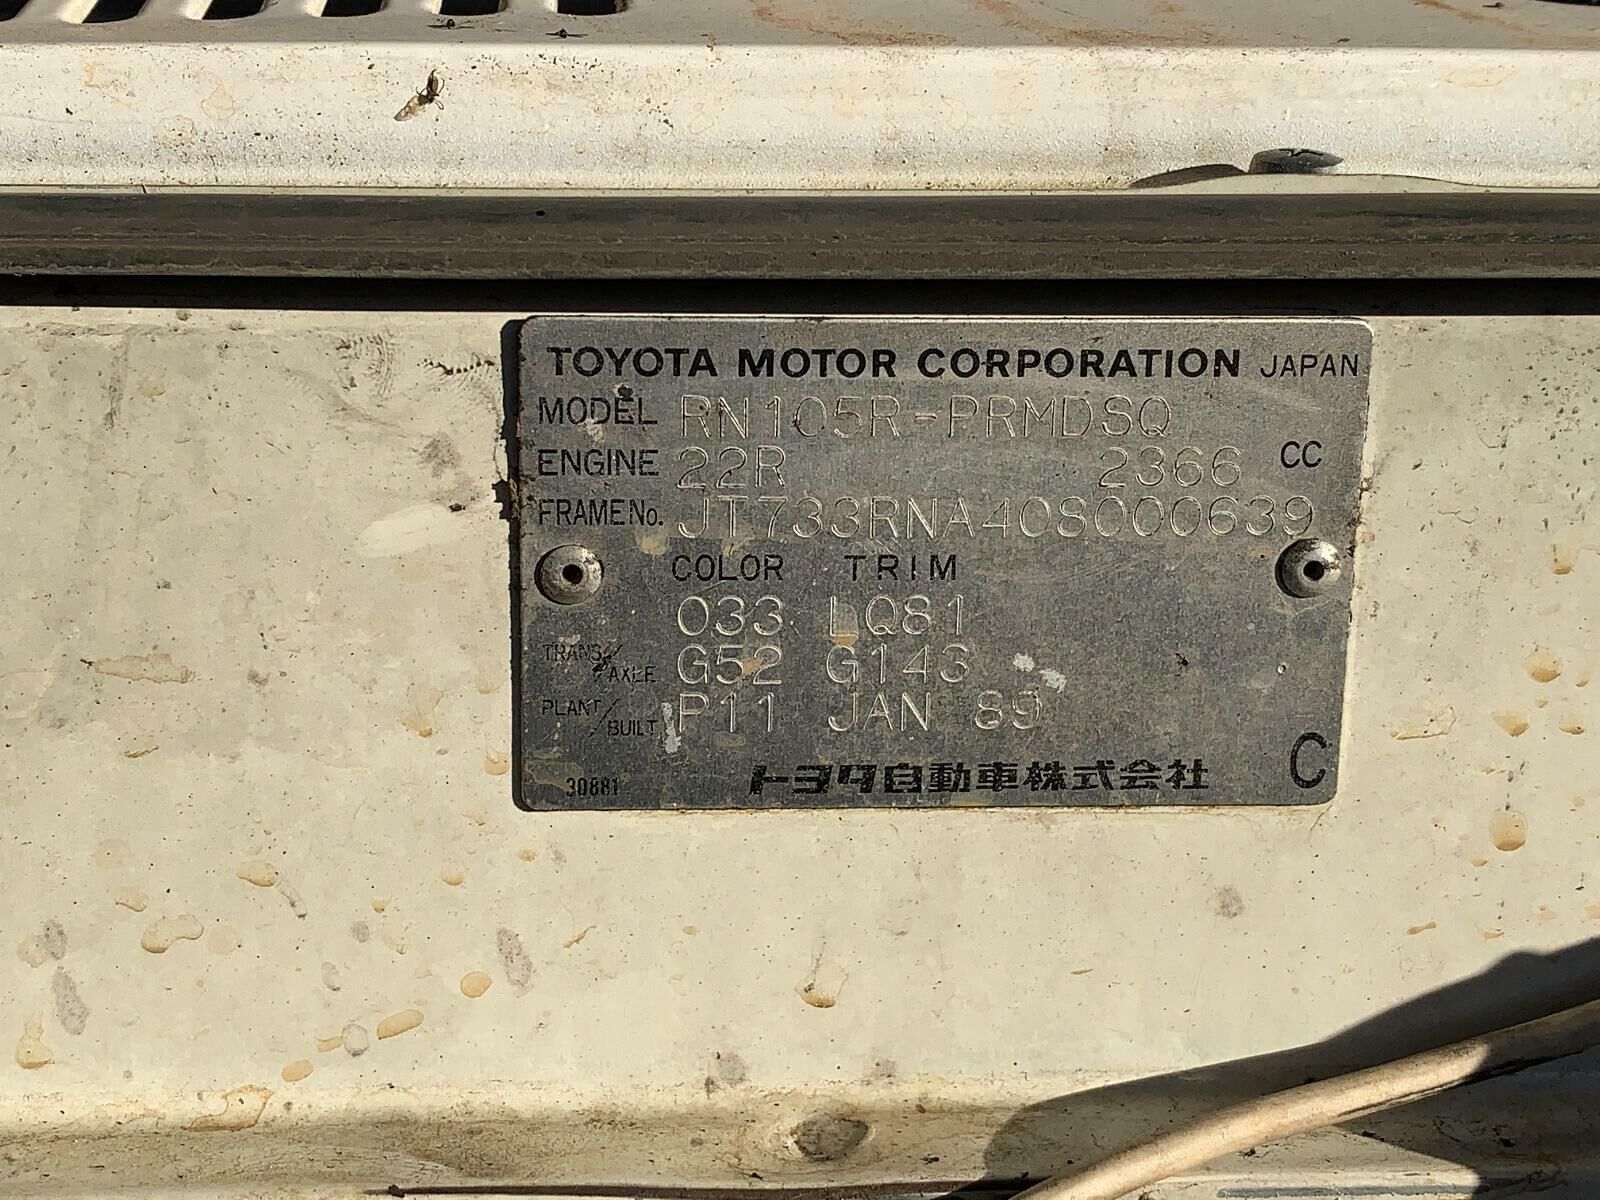 TOYOTA MOTOR CORPORATION JAPAN
MODEL RN105R-PRMDSQ
ENGINE 22R 2366 CC
FRAME No. JT733RNA408000639
COLOR TRIM
033 LQ81
TRANS/AXLE G52 G143
PLANT/BUILT P11 JAN 89
30881 トヨタ自動車株式会社 C